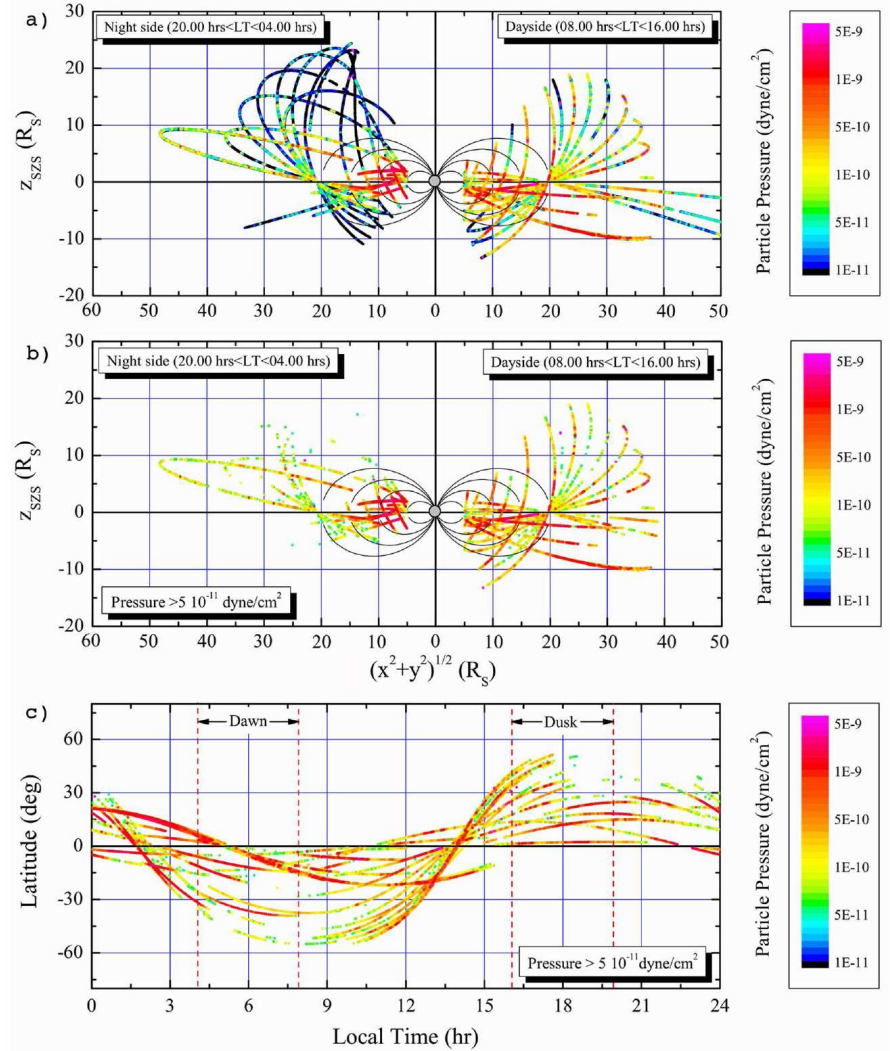 a)
Night side (20.00 hrs<LT<04.00 hrs)
Dayside (08.00 hrs<LT<16.00 hrs)
z_SZS (R_S)
30
20
10
0
-10
-20
60 50 40 30 20 10 0 10 20 30 40 50
Particle Pressure (dyne/cm²)
5E-9
1E-9
5E-10
1E-10
5E-11
1E-11
b)
Night side (20.00 hrs<LT<04.00 hrs)
Dayside (08.00 hrs<LT<16.00 hrs)
z_SZS (R_S)
30
20
10
0
-10
-20
Pressure >5 10⁻¹¹ dyne/cm²
60 50 40 30 20 10 0 10 20 30 40 50
(x²+y²)^1/2 (R_S)
Particle Pressure (dyne/cm²)
5E-9
1E-9
5E-10
1E-10
5E-11
1E-11
c)
Dawn
Dusk
Latitude (deg)
60
30
0
-30
-60
Pressure > 5 10⁻¹¹ dyne/cm²
0 3 6 9 12 15 18 21 24
Local Time (hr)
Particle Pressure (dyne/cm²)
5E-9
1E-9
5E-10
1E-10
5E-11
1E-11